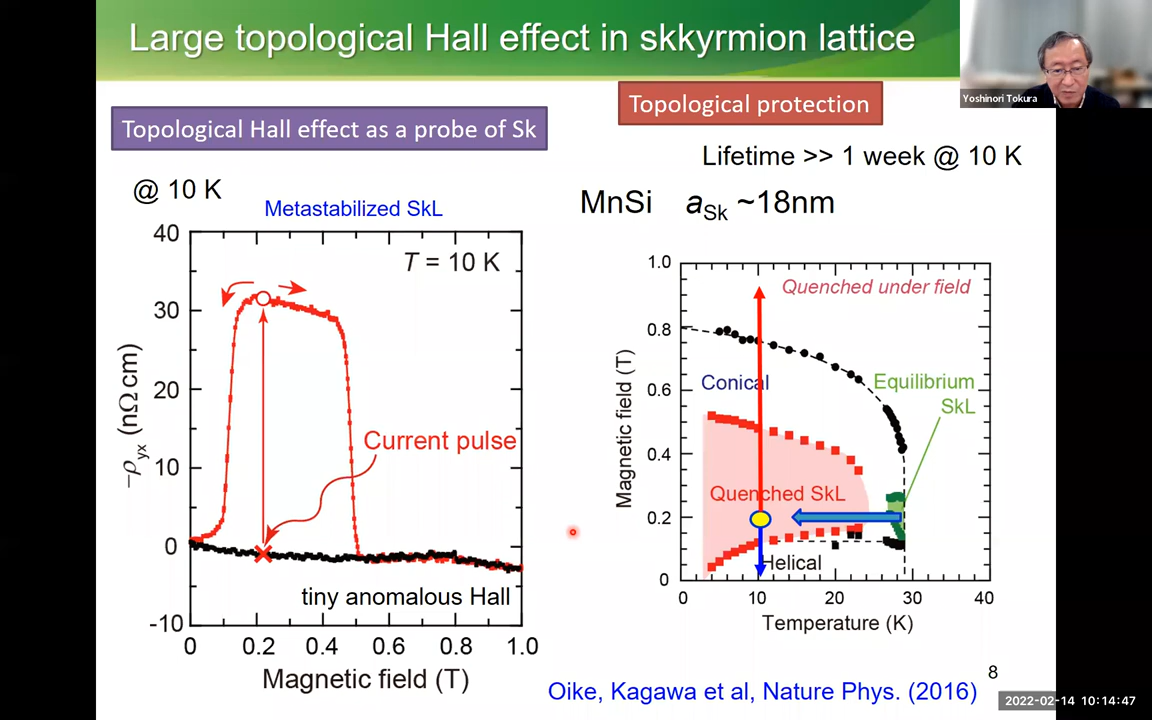 Large topological Hall effect in skkyrmion lattice
Yoshinori Tokura
Topological Hall effect as a probe of Sk
Topological protection
Lifetime >> 1 week @ 10 K
@ 10 K
Metastabilized SkL
MnSi aSk ~18nm
T = 10 K
Current pulse
tiny anomalous Hall
40
30
20
10
0
-10
−ρyx (nΩ cm)
0 0.2 0.4 0.6 0.8 1.0
Magnetic field (T)
Quenched under field
Conical
Equilibrium
SkL
Quenched SkL
Helical
1.0
0.8
0.6
0.4
0.2
0
Magnetic field (T)
0 10 20 30 40
Temperature (K)
8
Oike, Kagawa et al, Nature Phys. (2016)
2022-02-14 10:14:47